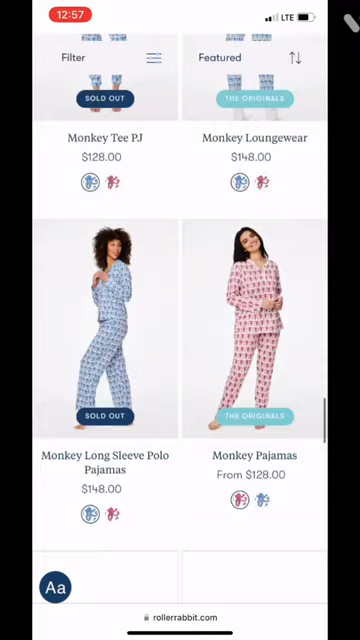 12:57
LTE
Filter
Featured
SOLD OUT
THE ORIGINALS
Monkey Tee PJ
$128.00
Monkey Loungewear
$148.00
SOLD OUT
THE ORIGINALS
Monkey Long Sleeve Polo
Pajamas
$148.00
Monkey Pajamas
From $128.00
Aa
rollerrabbit.com